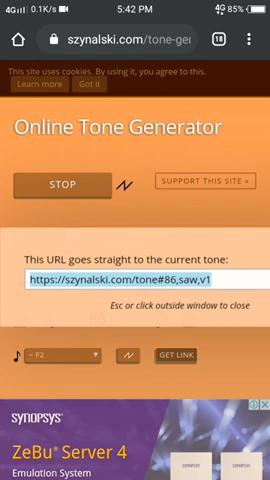 4G 0.1K/s 5:42 PM 4G 85%
szynalski.com/tone-gei 18
This site uses cookies. By using it, you agree to this.
Learn more Got it
Online Tone Generator
STOP SUPPORT THIS SITE »
This URL goes straight to the current tone:
https://szynalski.com/tone#86,saw,v1
Esc or click outside window to close
~ F2 GET LINK
SYNOPSYS®
ZeBu® Server 4
Emulation System
SYNOPSYS SYNOPSYS